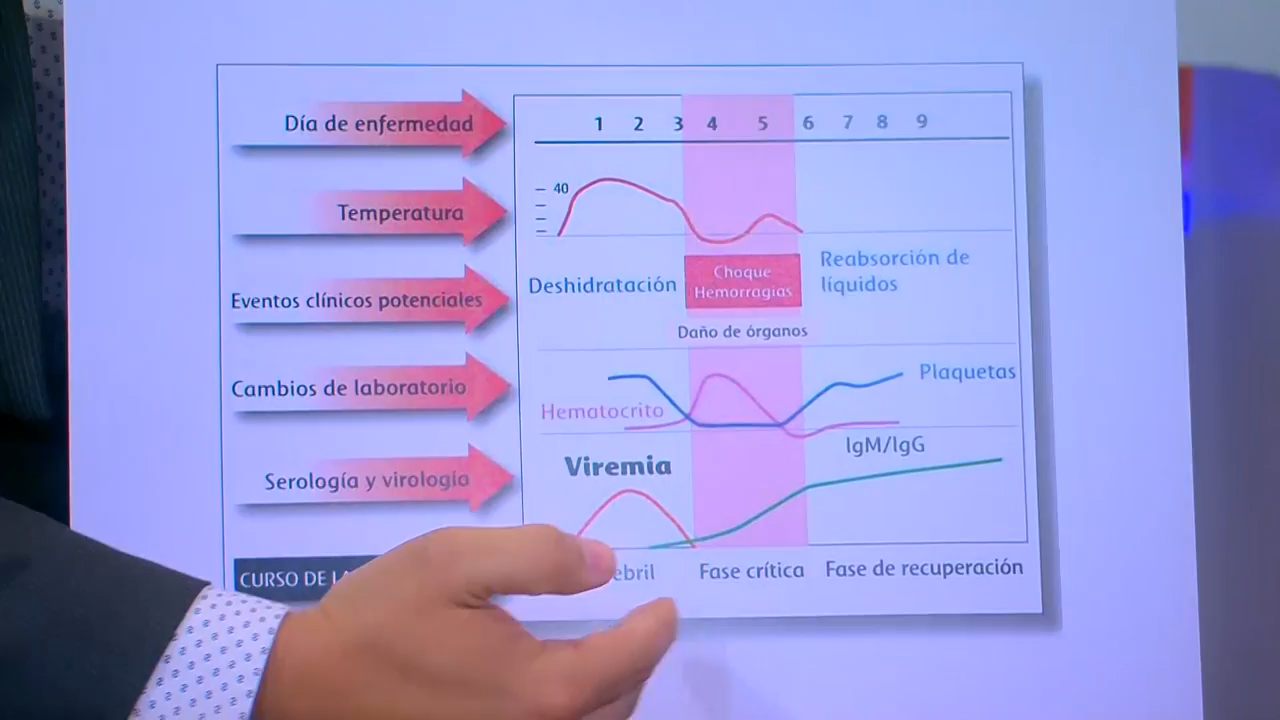 Día de enfermedad
1 2 3 4 5 6 7 8 9
Temperatura
40
Eventos clínicos potenciales
Deshidratación
Choque
Hemorragias
Reabsorción de
líquidos
Daño de órganos
Cambios de laboratorio
Hematocrito
Plaquetas
Serología y virología
Viremia
IgM/IgG
CURSO DE
Fase crítica
Fase de recuperación